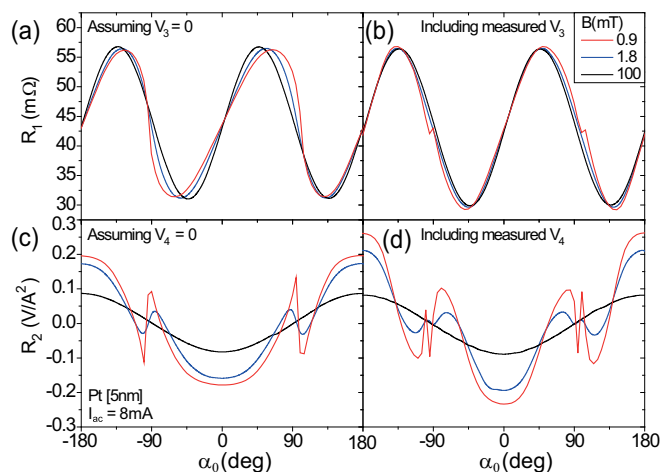 (a) Assuming V3 = 0
(b) Including measured V3
B(mT)
0.9
1.8
100
60
55
50
45
40
35
30
R1 (mΩ)
(c) Assuming V4 = 0
(d) Including measured V4
0.3
0.2
0.1
0.0
-0.1
-0.2
-0.3
R2 (V/A²)
Pt [5nm]
Iac = 8mA
-180 -90 0 90 180 -90 0 90 180
α0(deg) α0(deg)